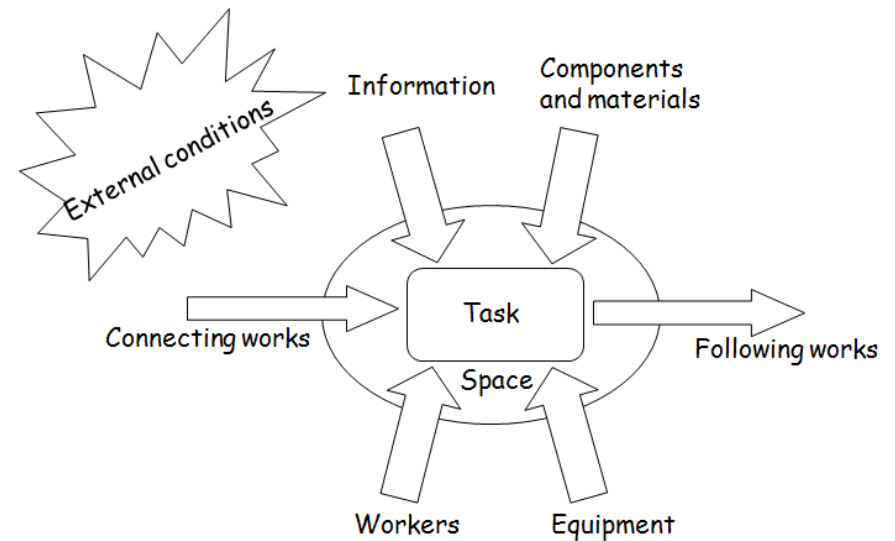 External conditions
Information
Components
and materials
Connecting works
Task
Following works
Space
Workers
Equipment